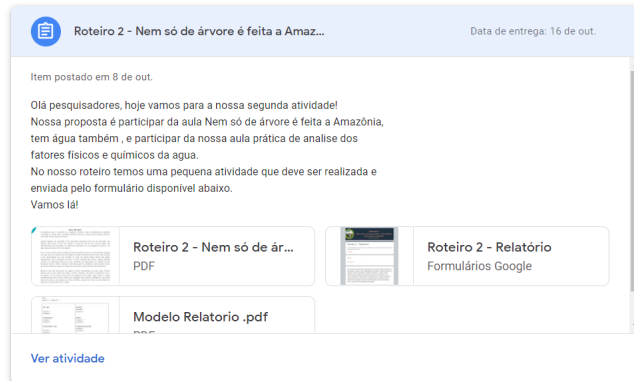 Roteiro 2 - Nem só de árvore é feita a Amaz...
Data de entrega: 16 de out.
Item postado em 8 de out.
Olá pesquisadores, hoje vamos para a nossa segunda atividade!
Nossa proposta é participar da aula Nem só de árvore é feita a Amazônia,
tem água também , e participar da nossa aula prática de analise dos
fatores físicos e químicos da agua.
No nosso roteiro temos uma pequena atividade que deve ser realizada e
enviada pelo formulário disponível abaixo.
Vamos lá!
Roteiro 2 - Nem só de ár...
PDF
Roteiro 2 - Relatório
Formulários Google
Modelo Relatorio .pdf
PDF
Ver atividade